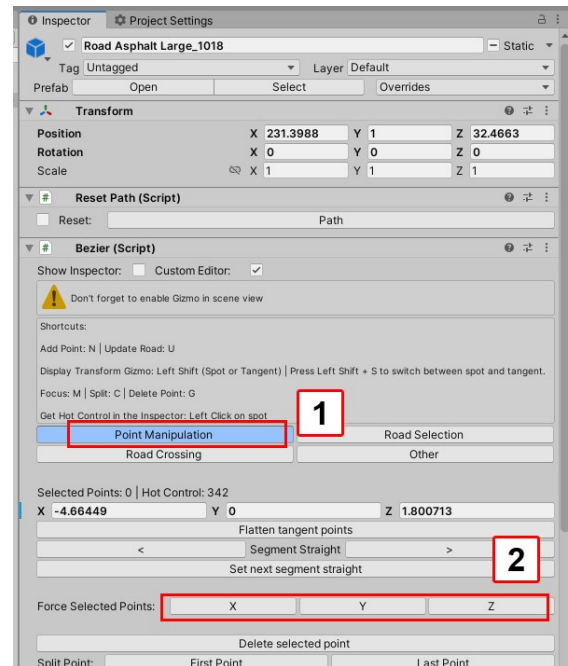 Inspector Project Settings
Road Asphalt Large_1018 Static
Tag Untagged Layer Default
Prefab Open Select Overrides
Transform
Position X 231.3988 Y 1 Z 32.4663
Rotation X 0 Y 0 Z 0
Scale X 1 Y 1 Z 1
# Reset Path (Script)
Reset: Path
# Bezier (Script)
Show Inspector: Custom Editor:
Don't forget to enable Gizmo in scene view
Shortcuts:
Add Point: N | Update Road: U
Display Transform Gizmo: Left Shift (Spot or Tangent) | Press Left Shift + S to switch between spot and tangent.
Focus: M | Split: C | Delete Point: G
Get Hot Control in the Inspector: Left Click on spot
1
Point Manipulation Road Selection
Road Crossing Other
Selected Points: 0 | Hot Control: 342
X -4.66449 Y 0 Z 1.800713
Flatten tangent points
< Segment Straight >
Set next segment straight
2
Force Selected Points: X Y Z
Delete selected point
Split Point: First Point Last Point